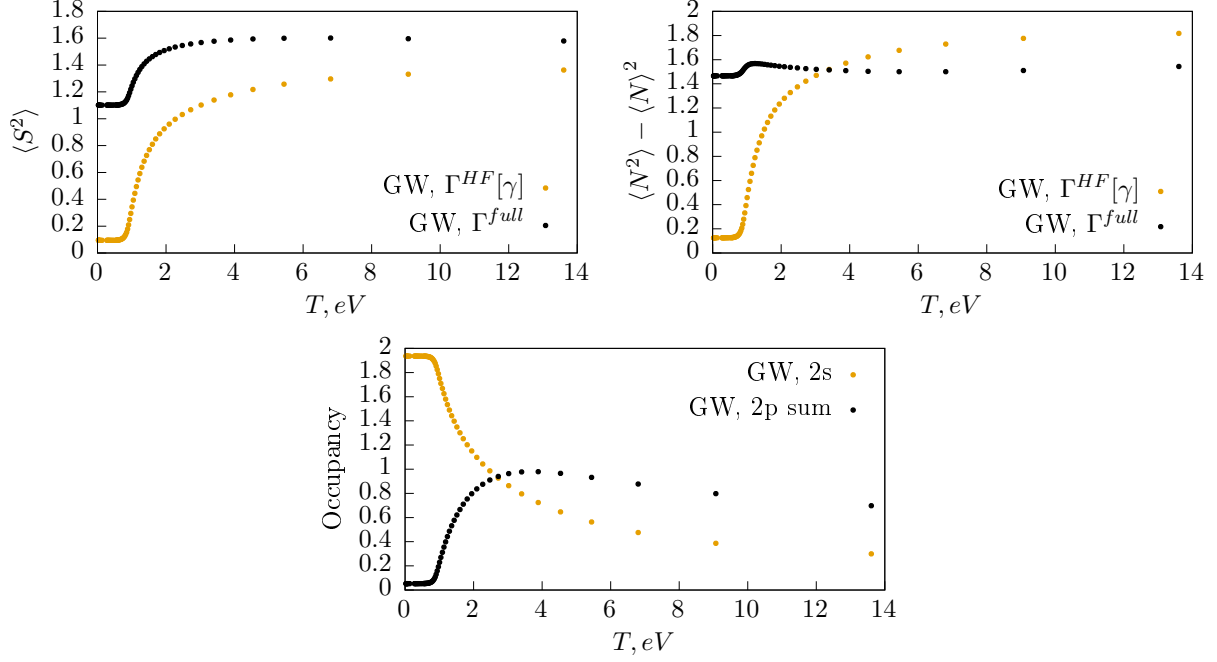 ⟨S²⟩
1.8
1.6
1.4
1.2
1
0.8
0.6
0.4
0.2
0
0 2 4 6 8 10 12 14
T, eV
GW, Γ^{HF}[γ]
GW, Γ^{full}
⟨N²⟩ − ⟨N⟩²
2
1.8
1.6
1.4
1.2
1
0.8
0.6
0.4
0.2
0
0 2 4 6 8 10 12 14
T, eV
GW, Γ^{HF}[γ]
GW, Γ^{full}
Occupancy
2
1.8
1.6
1.4
1.2
1
0.8
0.6
0.4
0.2
0
0 2 4 6 8 10 12 14
T, eV
GW, 2s
GW, 2p sum